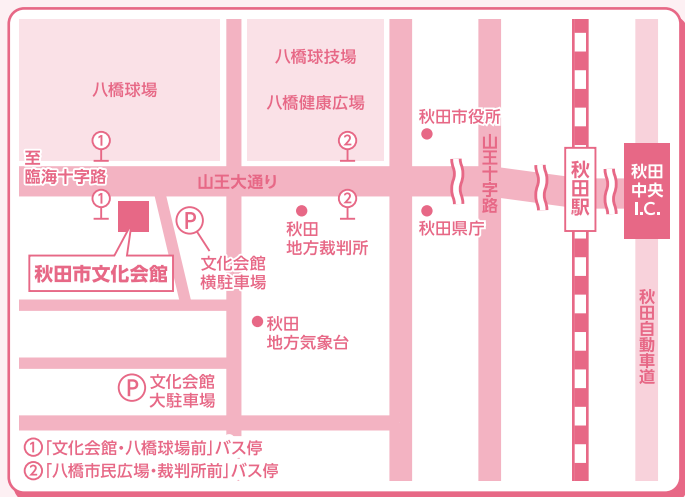 八橋球場
八橋球技場
八橋健康広場
秋田市役所
①
②
至
臨海十字路
山王大通り
山王十字路
秋田駅
秋田
中央
I.C.
①
②
P
秋田
地方裁判所
秋田県庁
秋田市文化会館
文化会館
横駐車場
秋田
地方気象台
秋田自動車道
P
文化会館
大駐車場
①「文化会館・八橋球場前」バス停
②「八橋市民広場・裁判所前」バス停